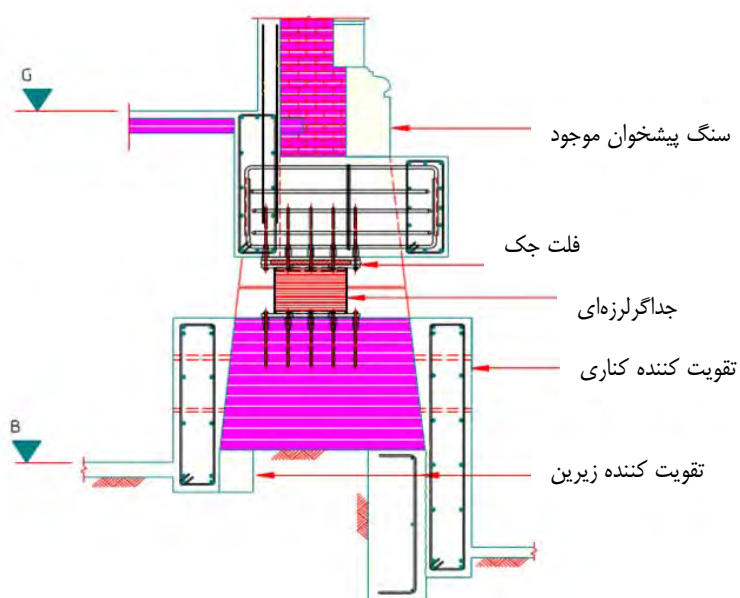 G
سنگ پیشخوان موجود
فلت جک
جداگرلرزه‌ای
تقویت کننده کناری
B
تقویت کننده زیرین